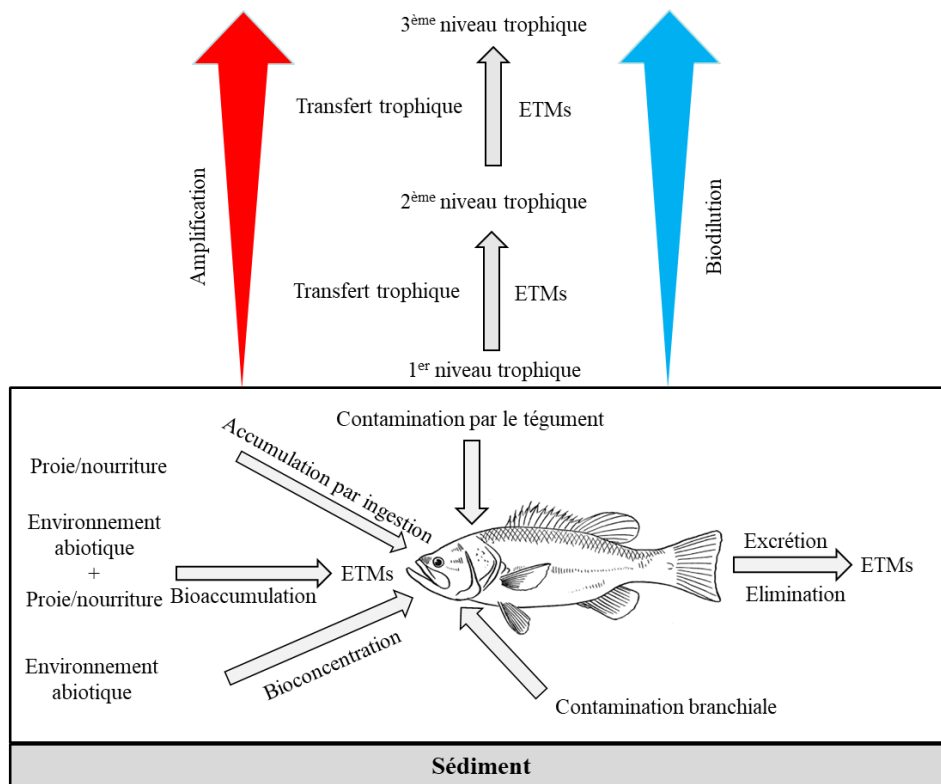 3ème niveau trophique
Transfert trophique
ETMs
Amplification
Biodilution
2ème niveau trophique
Transfert trophique
ETMs
1er niveau trophique
Contamination par le tégument
Accumulation par ingestion
Proie/nourriture
Environnement
abiotique
+
Proie/nourriture
ETMs
Bioaccumulation
Excrétion
Elimination
ETMs
Environnement
abiotique
Bioconcentration
Contamination branchiale
Sédiment